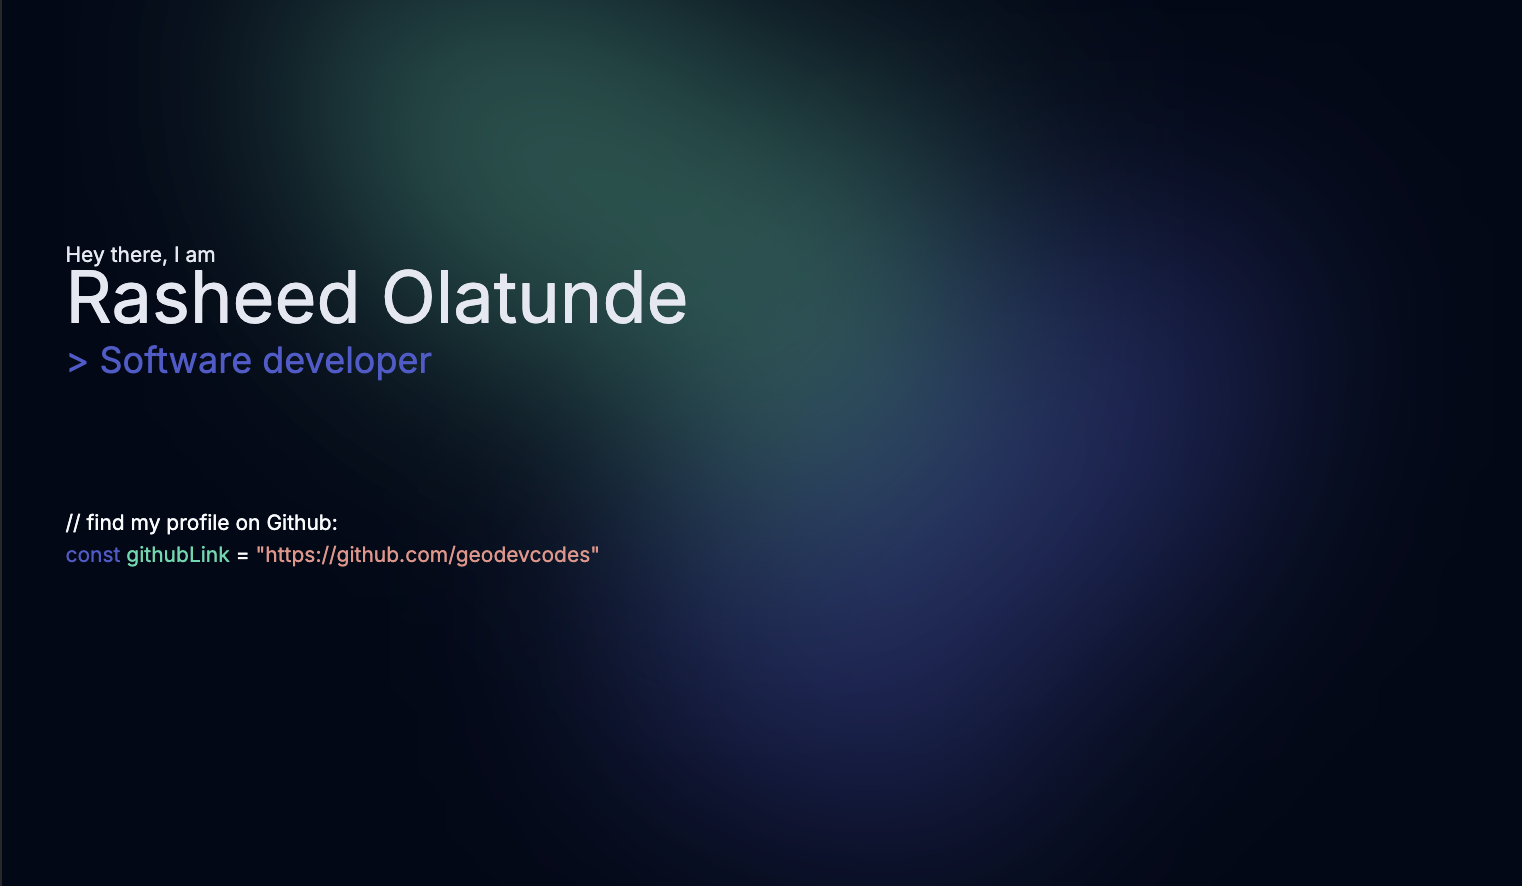 Hey there, I am
Rasheed Olatunde
> Software developer
// find my profile on Github:
const githubLink = "https://github.com/geodevcodes"